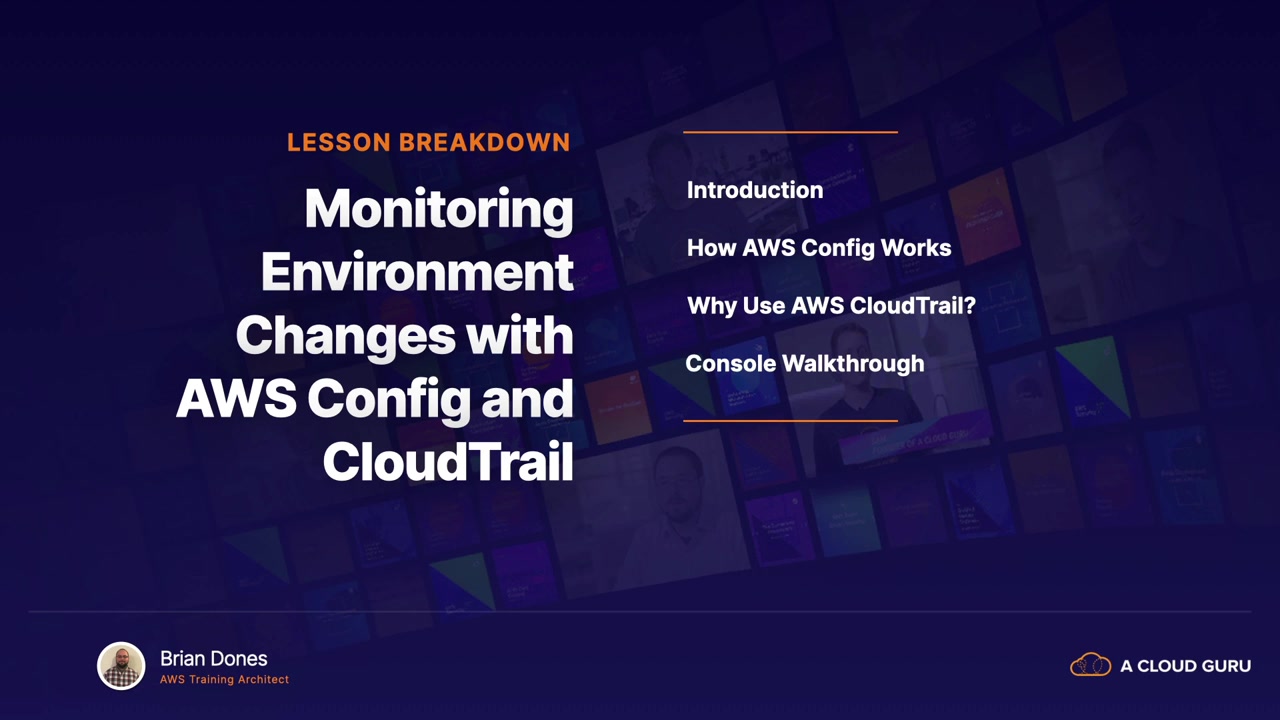 LESSON BREAKDOWN
Monitoring
Environment
Changes with
AWS Config and
CloudTrail
Introduction
How AWS Config Works
Why Use AWS CloudTrail?
Console Walkthrough
Brian Dones
AWS Training Architect
A CLOUD GURU